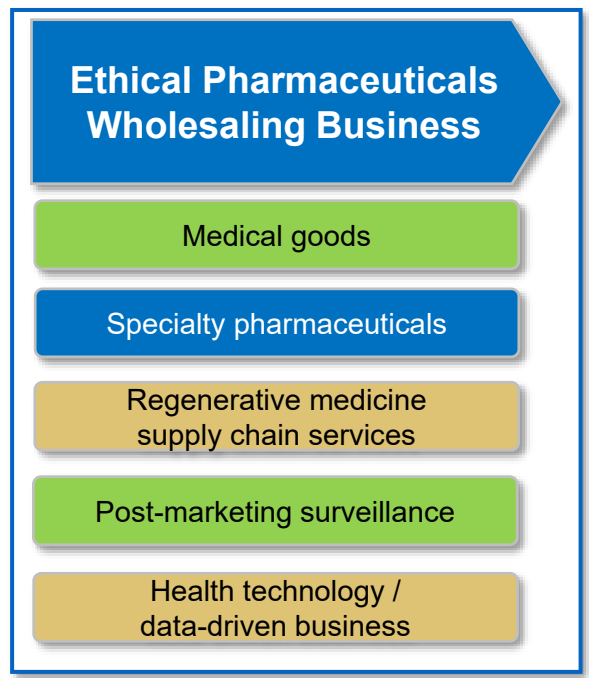 Ethical Pharmaceuticals
Wholesaling Business
Medical goods
Specialty pharmaceuticals
Regenerative medicine
supply chain services
Post-marketing surveillance
Health technology /
data-driven business